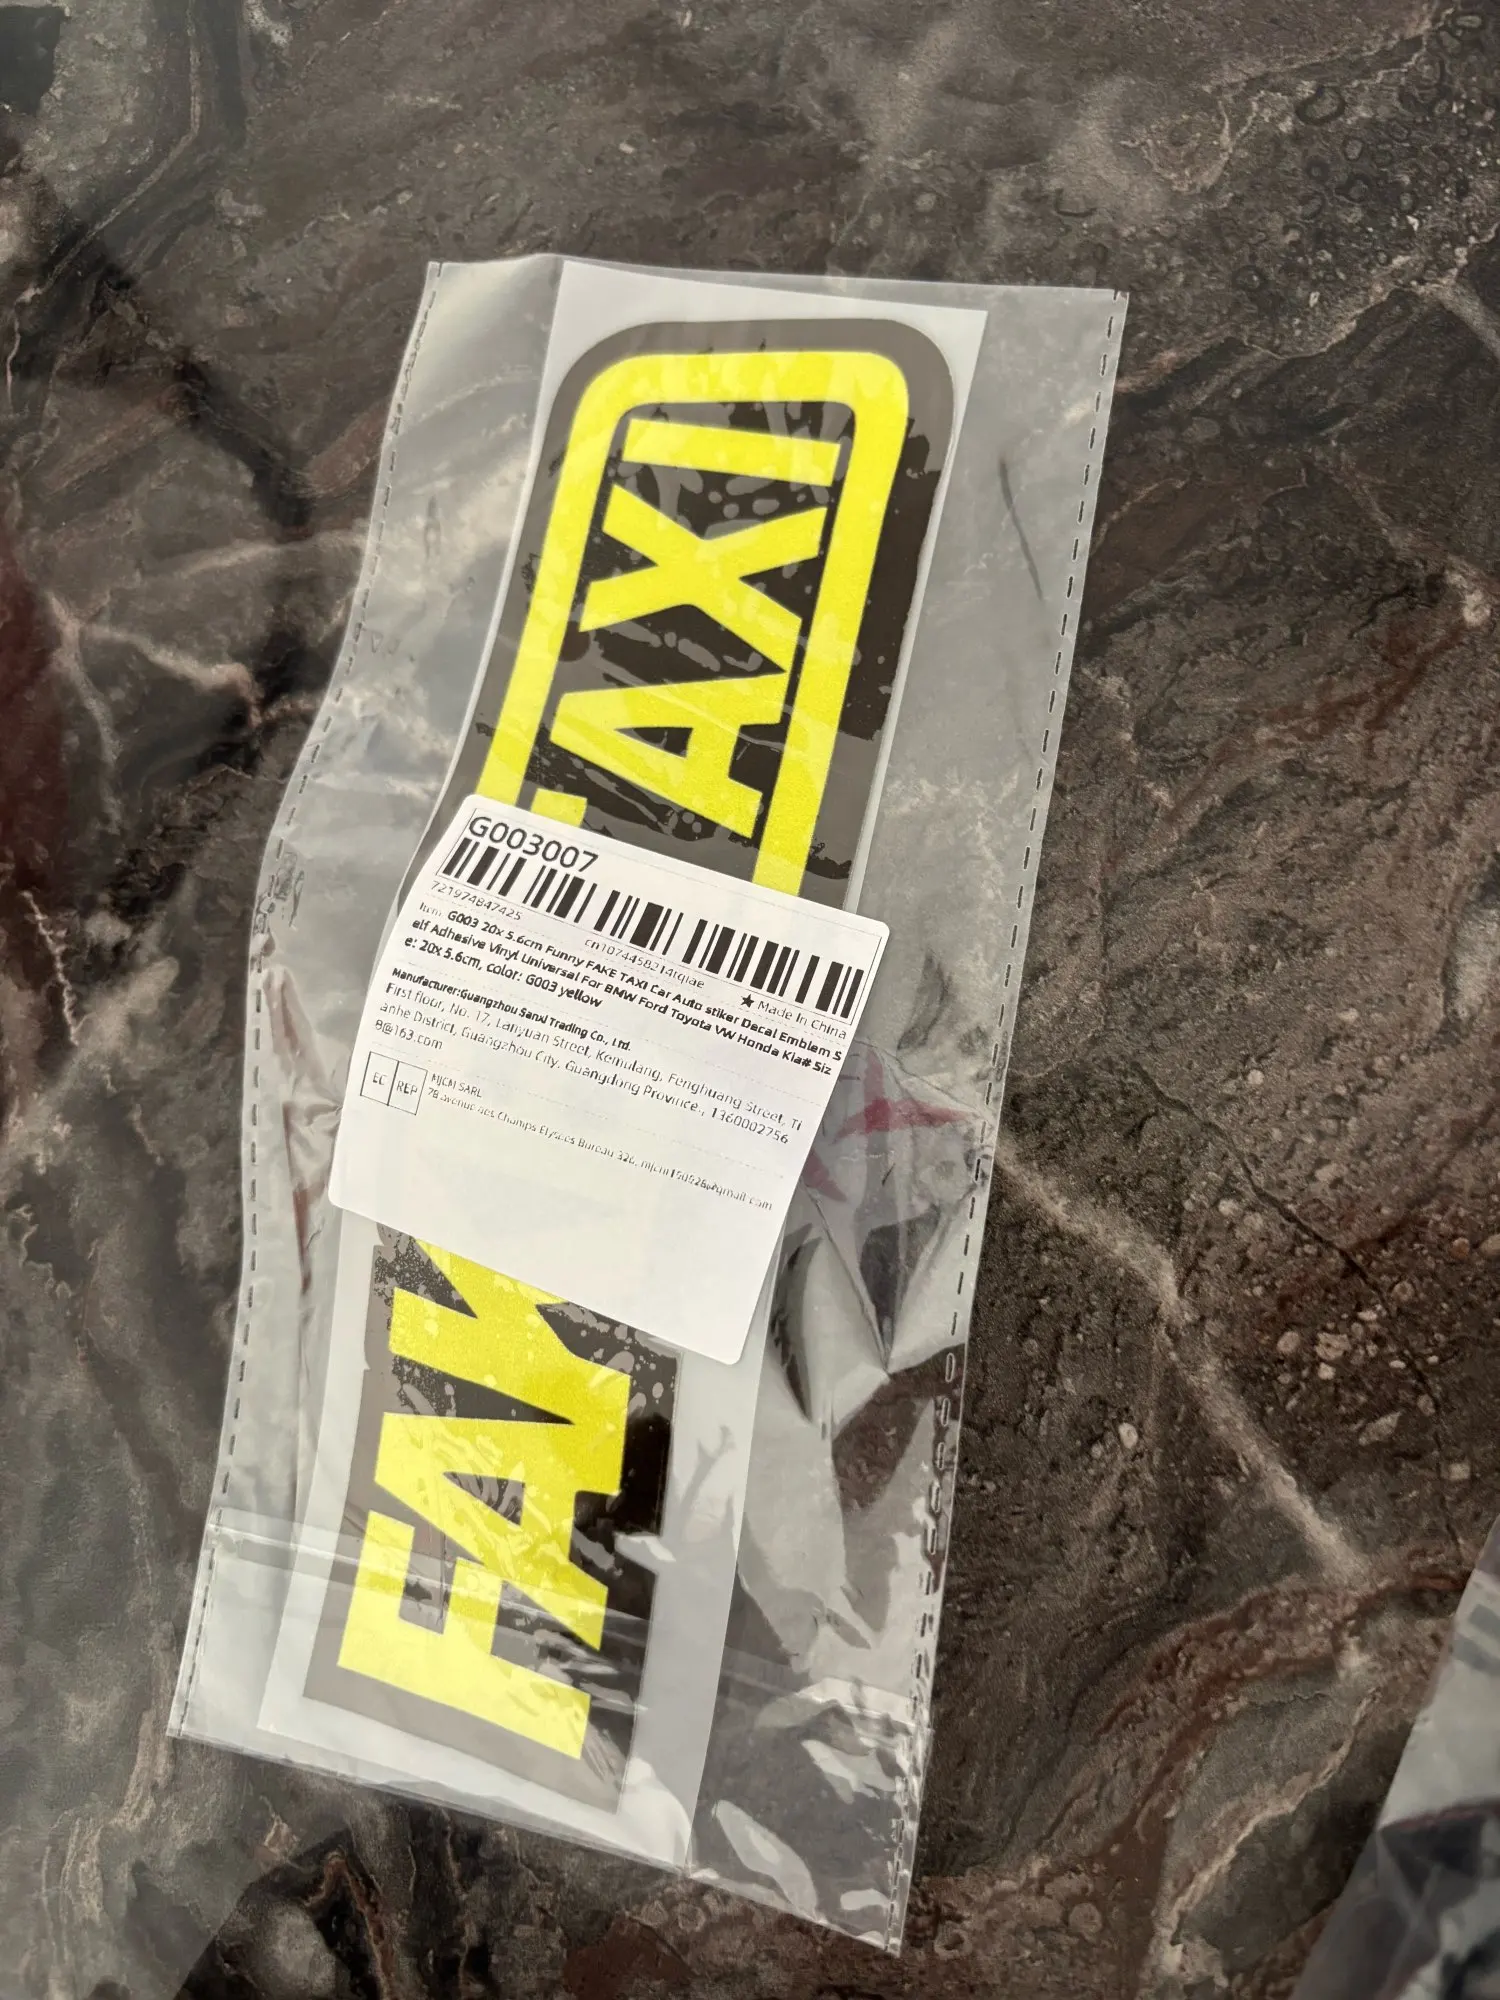 FAK
TAXI
G003007
721974847425
cn1074458214tqiae
★ Made In China
Item: G003 20x 5.6cm Funny FAKE TAXI Car Auto stiker Decal Emblem S
elf Adhesive Vinyl Universal For BMW Ford Toyota VW Honda Kia# Siz
e: 20x 5.6cm, color: G003 yellow
Manufacturer:Guangzhou Sanxi Trading Co., Ltd.
First floor, No. 17, Lanyuan Street, Kemulang, Fenghuang Street, Ti
anhe District, Guangzhou City, Guangdong Province., 1360002756
8@163.com
EC REP
MJCM SARL
78 avenue des Champs Elysees Bureau 326,